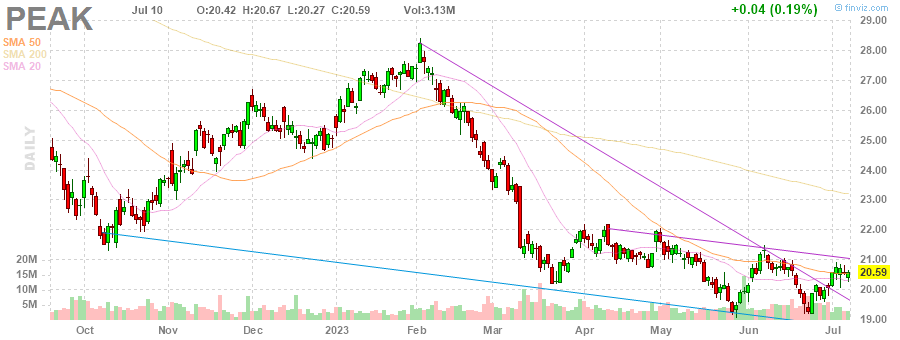 PEAK Jul 10 O:20.42 H:20.67 L:20.27 C:20.59 Vol:3.13M +0.04 (0.19%) @ finviz.com
SMA 50
SMA 200
SMA 20
DAILY
29.00
28.00
27.00
26.00
25.00
24.00
23.00
22.00
21.00
20.59
20.00
19.00
20M
15M
10M
5M
Oct Nov Dec 2023 Feb Mar Apr May Jun Jul